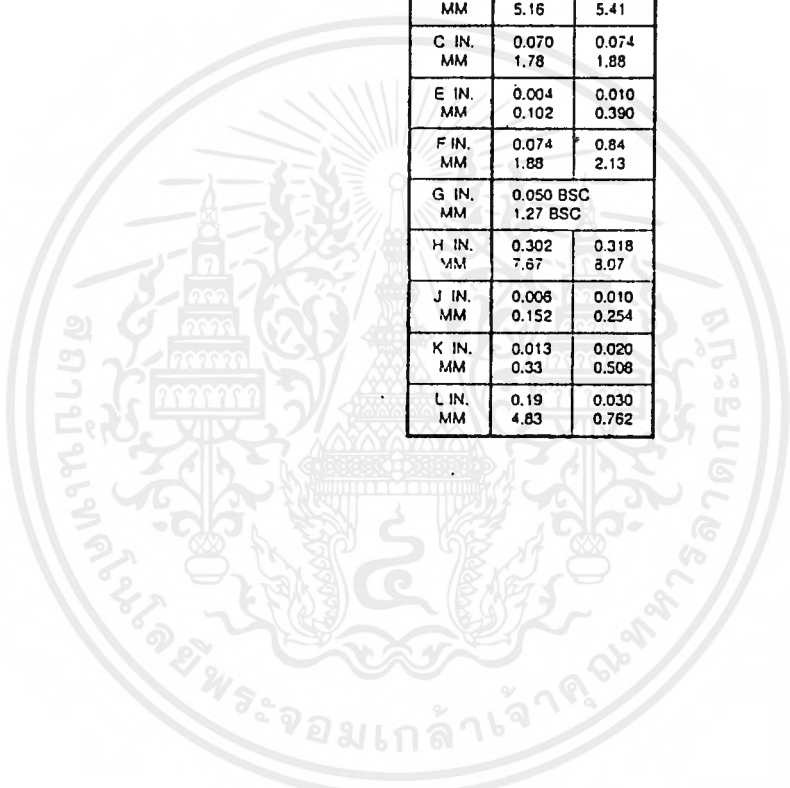 MM 5.16 5.41
C IN. 0.070 0.074
MM 1.78 1.88
E IN. 0.004 0.010
MM 0.102 0.390
F IN. 0.074 0.84
MM 1.88 2.13
G IN. 0.050 BSC
MM 1.27 BSC
H IN. 0.302 0.318
MM 7.67 8.07
J IN. 0.006 0.010
MM 0.152 0.254
K IN. 0.013 0.020
MM 0.33 0.508
L IN. 0.19 0.030
MM 4.83 0.762
สถาบันเทคโนโลยีพระจอมเกล้าเจ้าคุณทหารลาดกระบัง